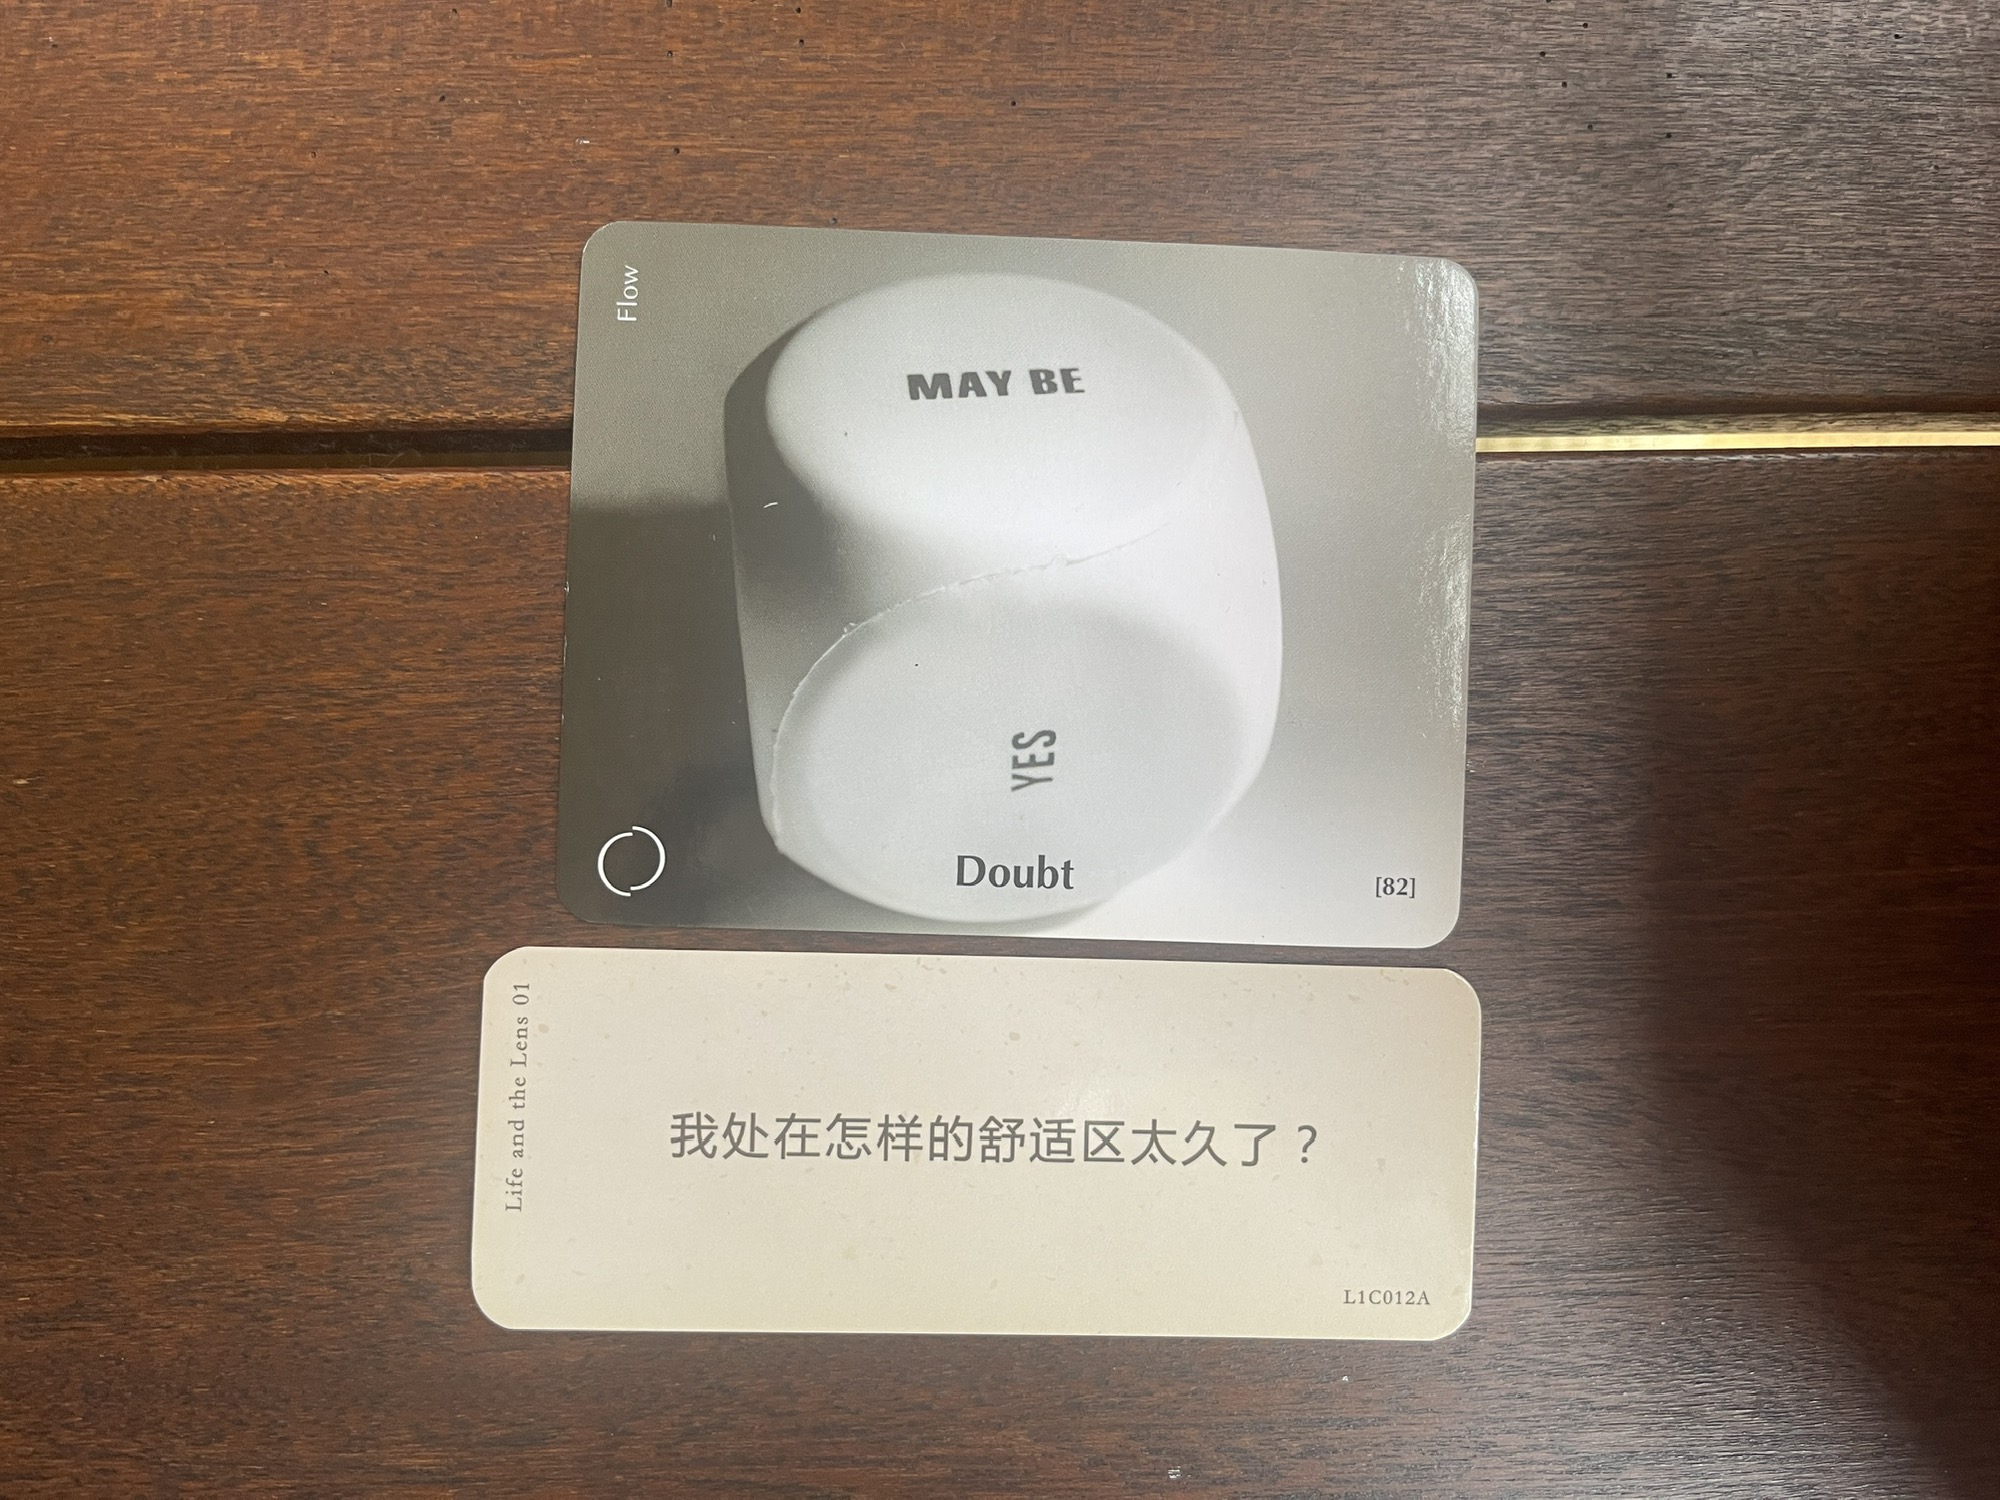 Flow
MAY BE
YES
Doubt
[82]
Life and the Lens 01
我处在怎样的舒适区太久了？
L1C012A